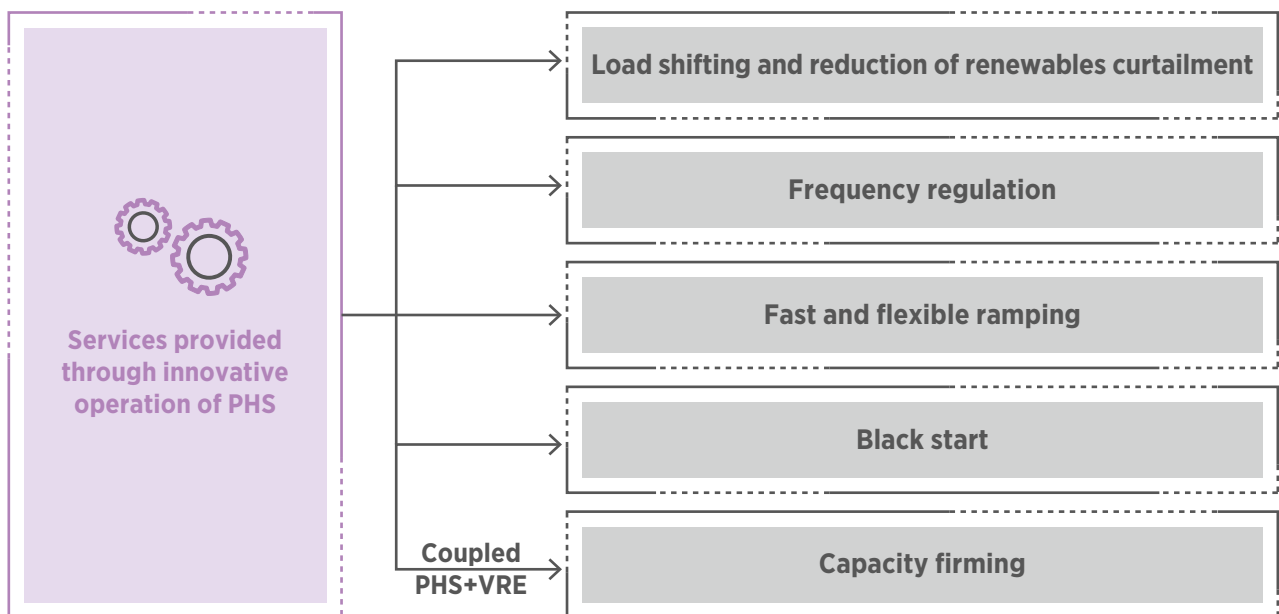 Services provided
through innovative
operation of PHS
Load shifting and reduction of renewables curtailment
Frequency regulation
Fast and flexible ramping
Black start
Coupled
PHS+VRE
Capacity firming